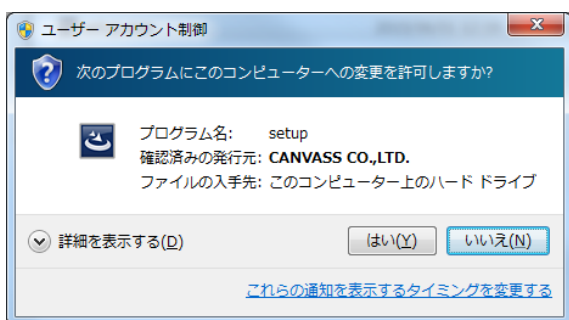 ユーザー アカウント制御
次のプログラムにこのコンピューターへの変更を許可しますか?
プログラム名: setup
確認済みの発行元: CANVASS CO.,LTD.
ファイルの入手先: このコンピューター上のハード ドライブ
詳細を表示する(D) はい(Y) いいえ(N)
これらの通知を表示するタイミングを変更する